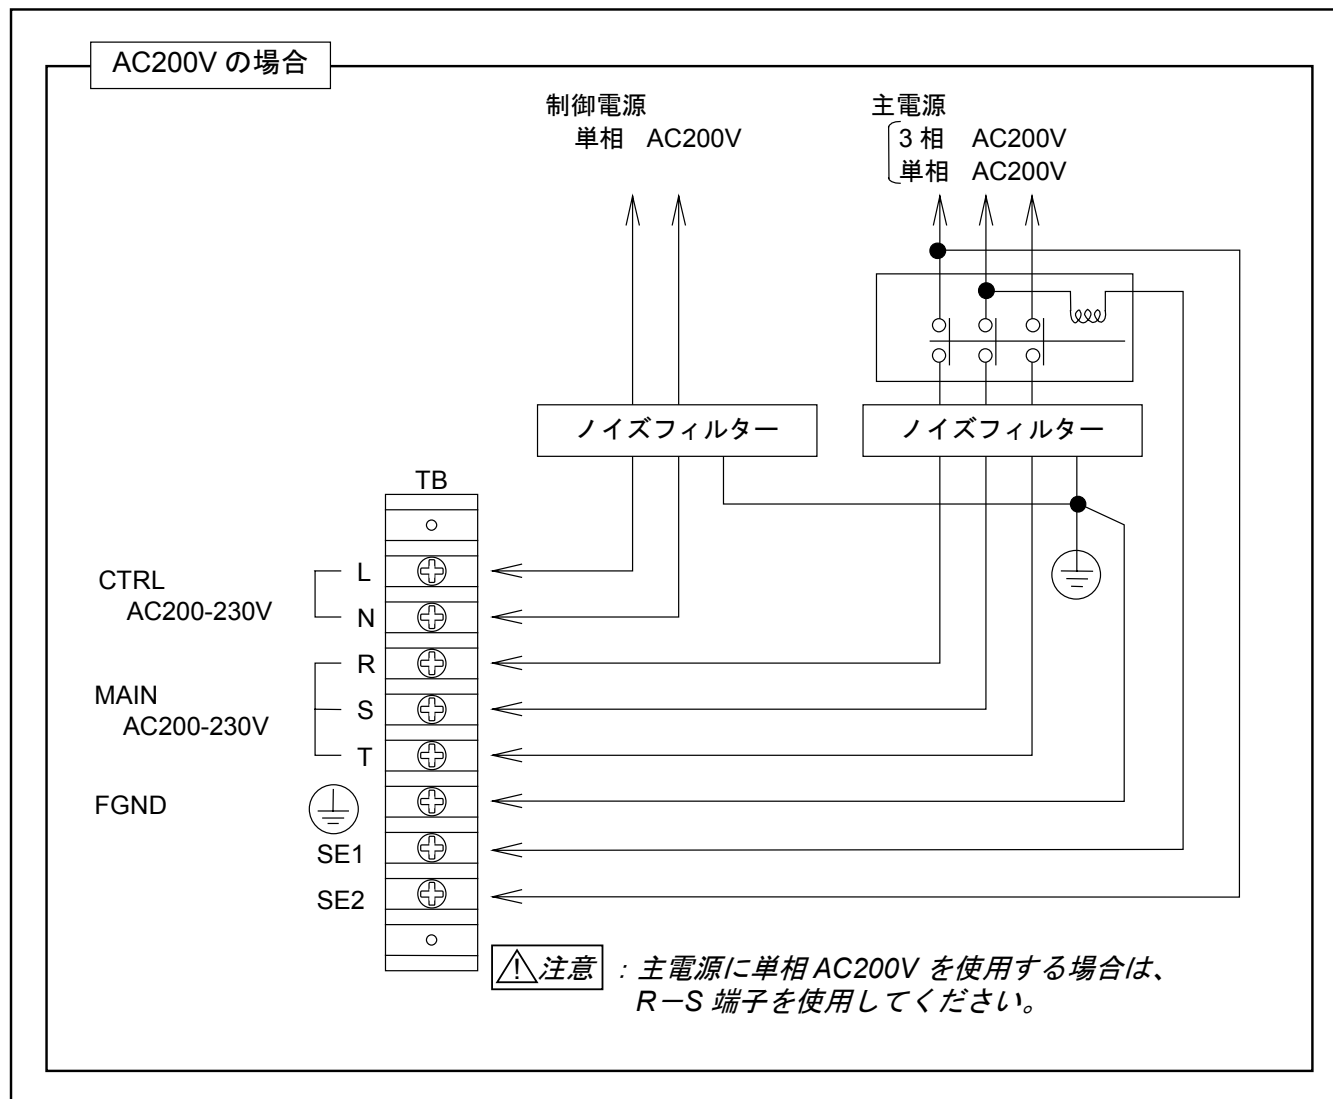 AC200V の場合
制御電源
単相 AC200V
主電源
3 相 AC200V
単相 AC200V
ノイズフィルター
ノイズフィルター
TB
CTRL
AC200-230V
L
N
MAIN
AC200-230V
R
S
T
FGND
SE1
SE2
注意 : 主電源に単相 AC200V を使用する場合は、
R－S 端子を使用してください。